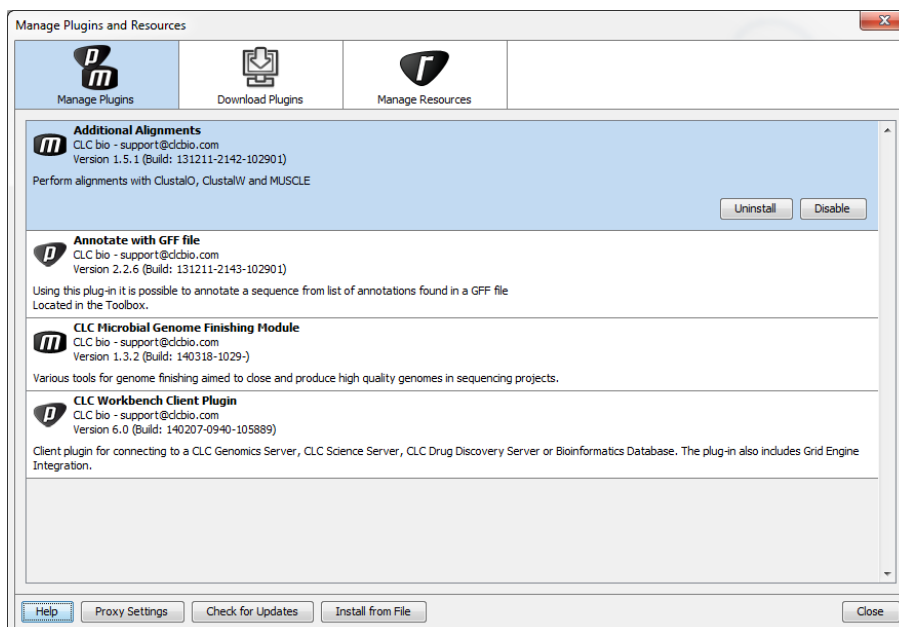 Manage Plugins and Resources
Manage Plugins
Download Plugins
Manage Resources
Additional Alignments
CLC bio - support@clcbio.com
Version 1.5.1 (Build: 131211-2142-102901)
Perform alignments with ClustalO, ClustalW and MUSCLE
Uninstall
Disable
Annotate with GFF file
CLC bio - support@clcbio.com
Version 2.2.6 (Build: 131211-2143-102901)
Using this plug-in it is possible to annotate a sequence from list of annotations found in a GFF file
Located in the Toolbox.
CLC Microbial Genome Finishing Module
CLC bio - support@clcbio.com
Version 1.3.2 (Build: 140318-1029-)
Various tools for genome finishing aimed to close and produce high quality genomes in sequencing projects.
CLC Workbench Client Plugin
CLC bio - support@clcbio.com
Version 6.0 (Build: 140207-0940-105889)
Client plugin for connecting to a CLC Genomics Server, CLC Science Server, CLC Drug Discovery Server or Bioinformatics Database. The plug-in also includes Grid Engine
Integration.
Help
Proxy Settings
Check for Updates
Install from File
Close